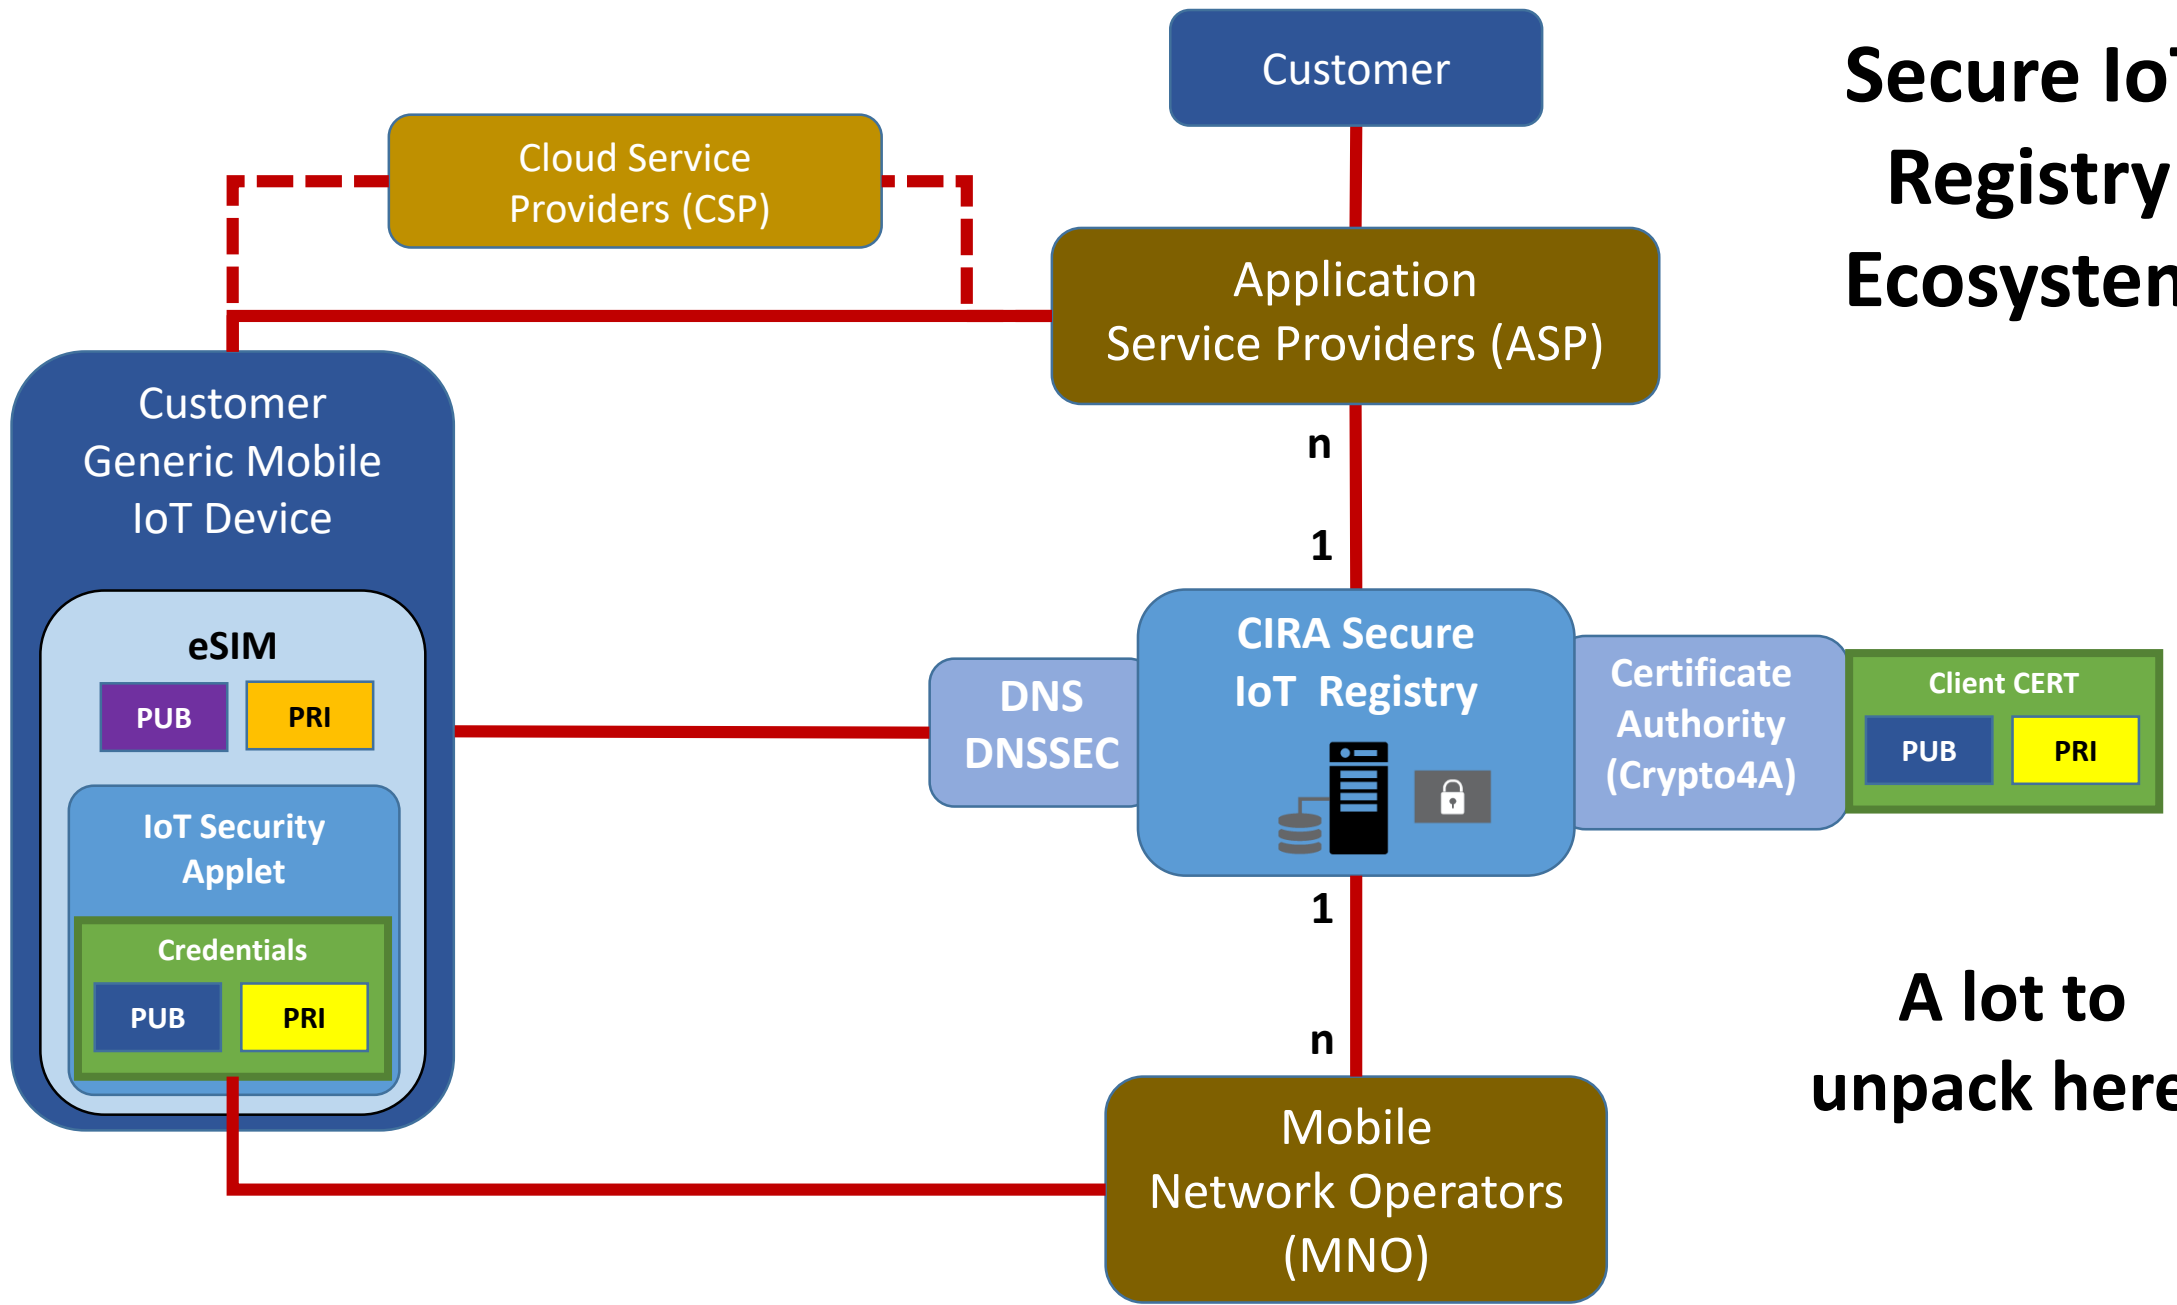 Customer
Secure IoT
Registry
Ecosystem
Cloud Service
Providers (CSP)
Application
Service Providers (ASP)
Customer
Generic Mobile
IoT Device
n
1
eSIM
PUB
PRI
IoT Security
Applet
Credentials
PUB
PRI
DNS
DNSSEC
CIRA Secure
IoT Registry
Certificate
Authority
(Crypto4A)
Client CERT
PUB
PRI
1
n
A lot to
unpack here
Mobile
Network Operators
(MNO)